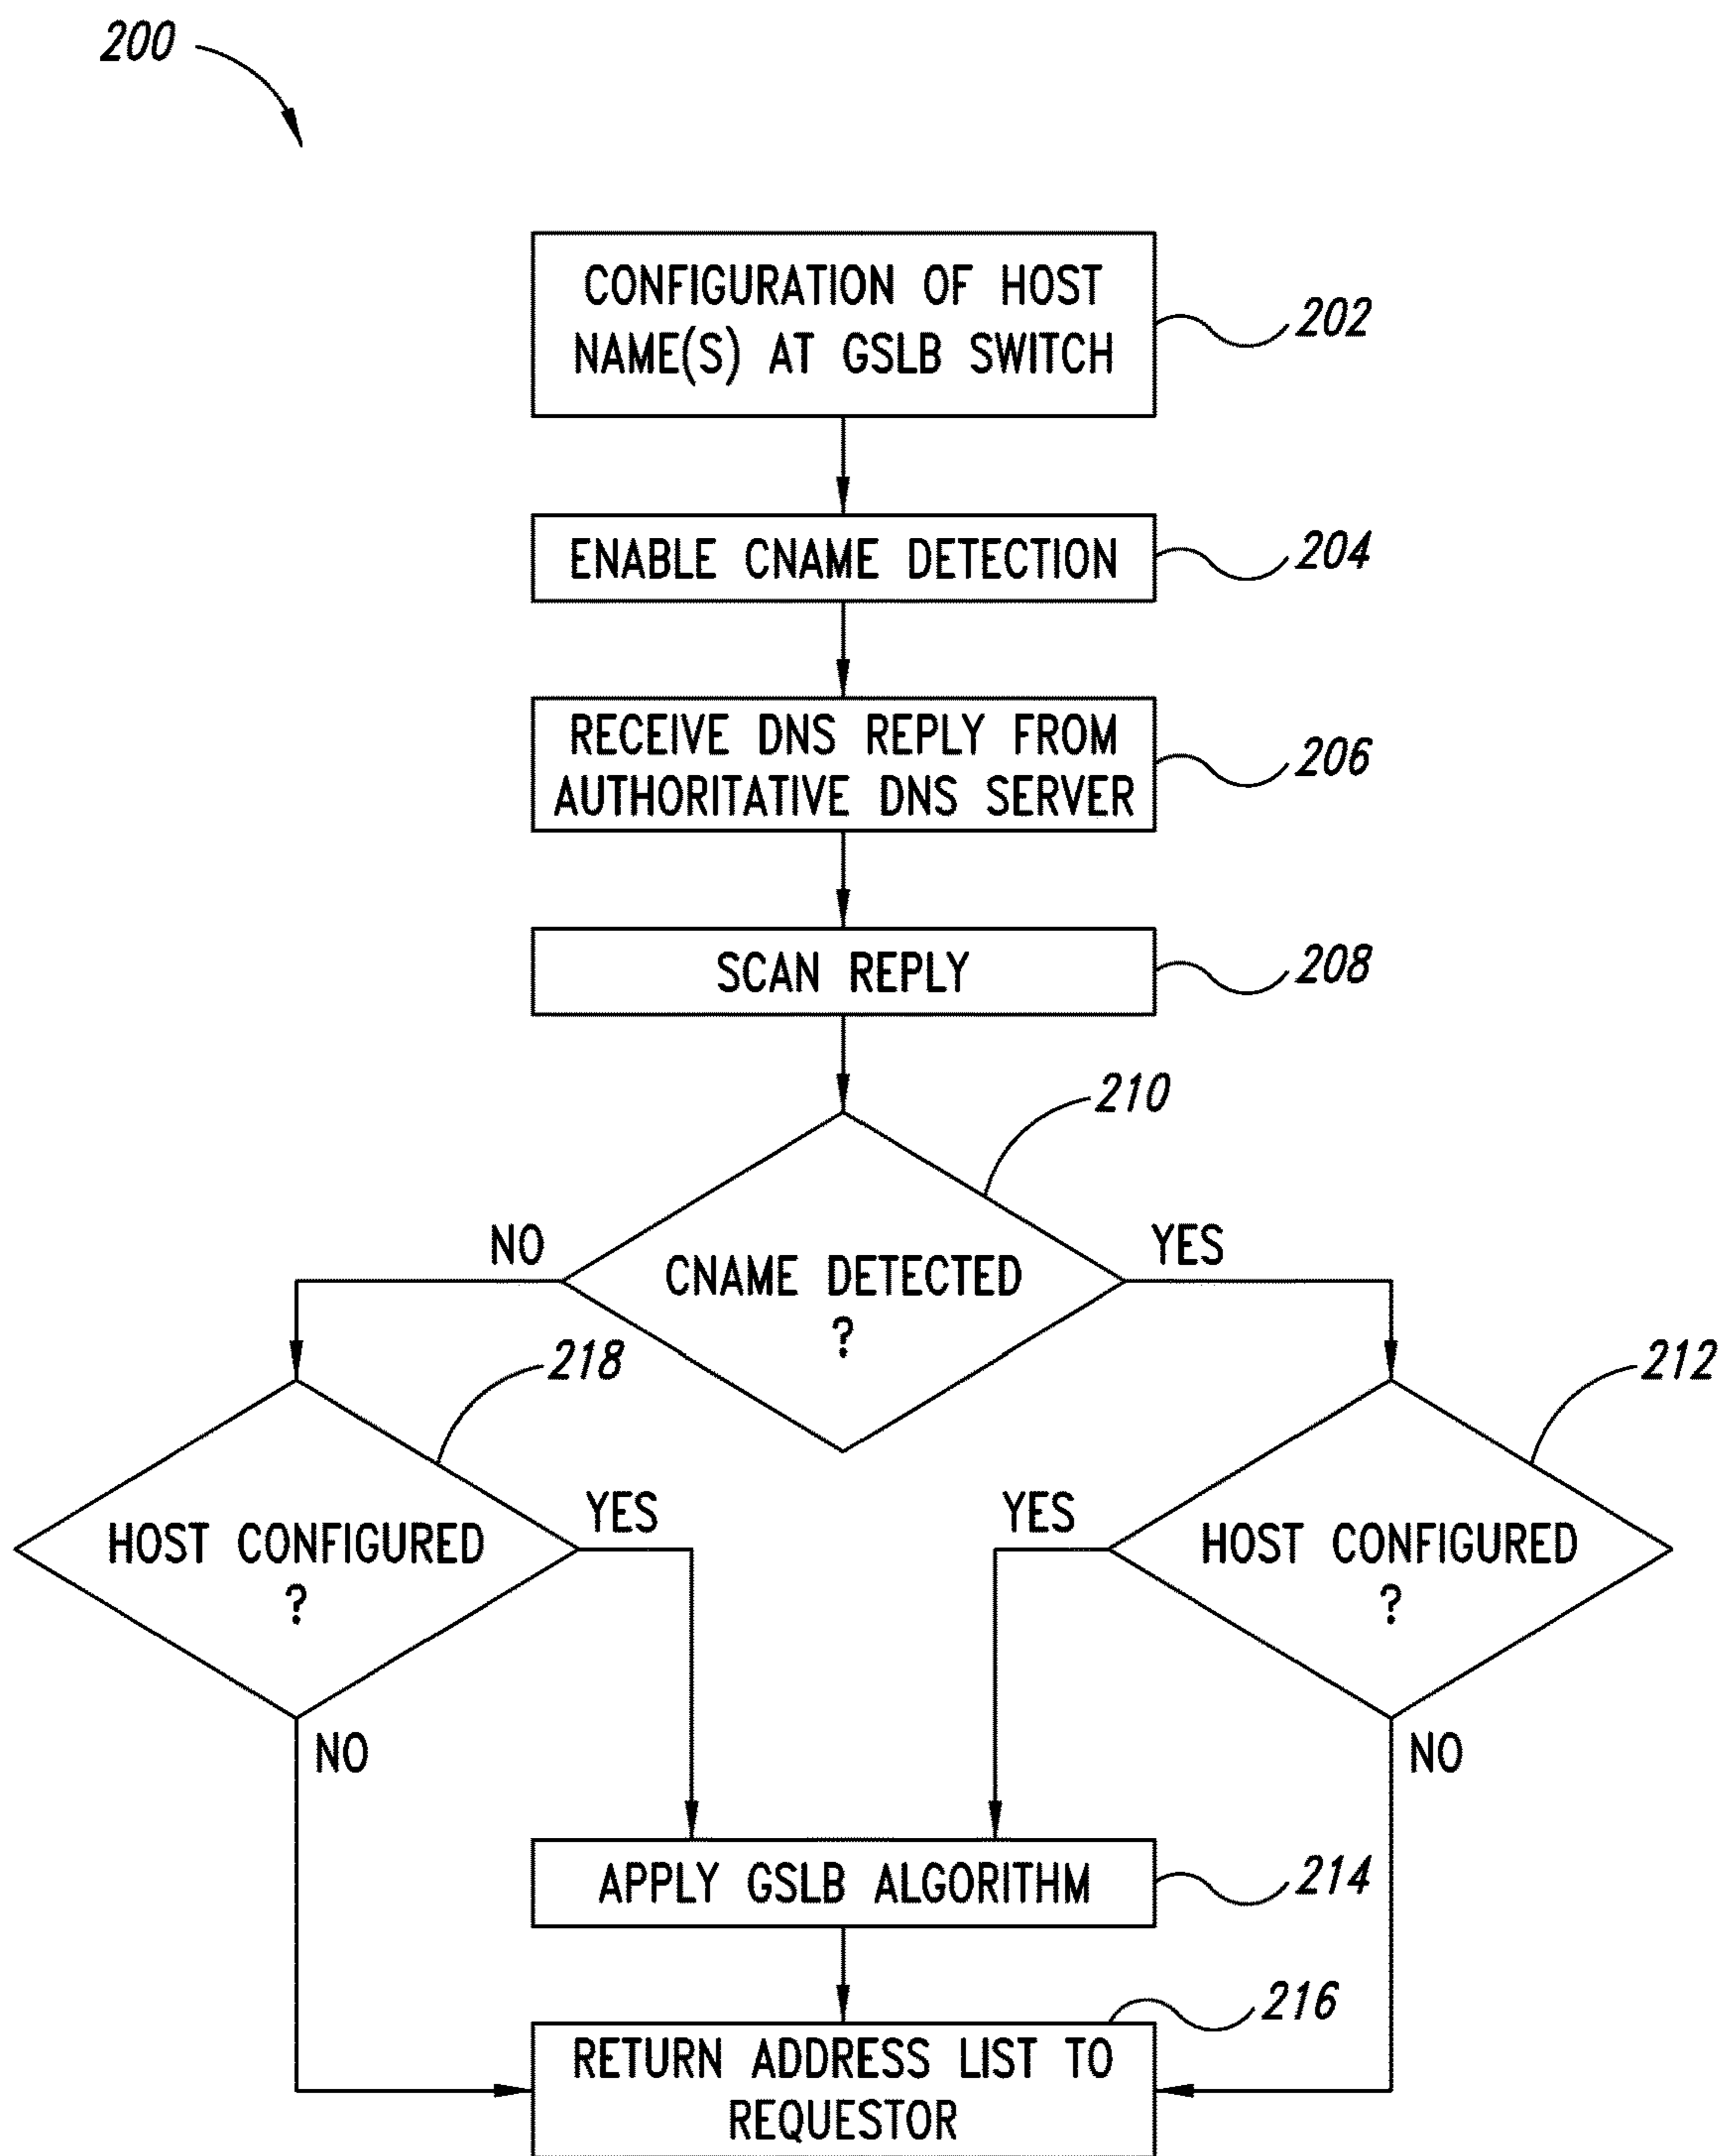 200
CONFIGURATION OF HOST
NAME(S) AT GSLB SWITCH
202
ENABLE CNAME DETECTION
204
RECEIVE DNS REPLY FROM
AUTHORITATIVE DNS SERVER
206
SCAN REPLY
208
210
NO
YES
CNAME DETECTED
?
218
212
YES
YES
HOST CONFIGURED
?
HOST CONFIGURED
?
NO
NO
APPLY GSLB ALGORITHM
214
216
RETURN ADDRESS LIST TO
REQUESTOR